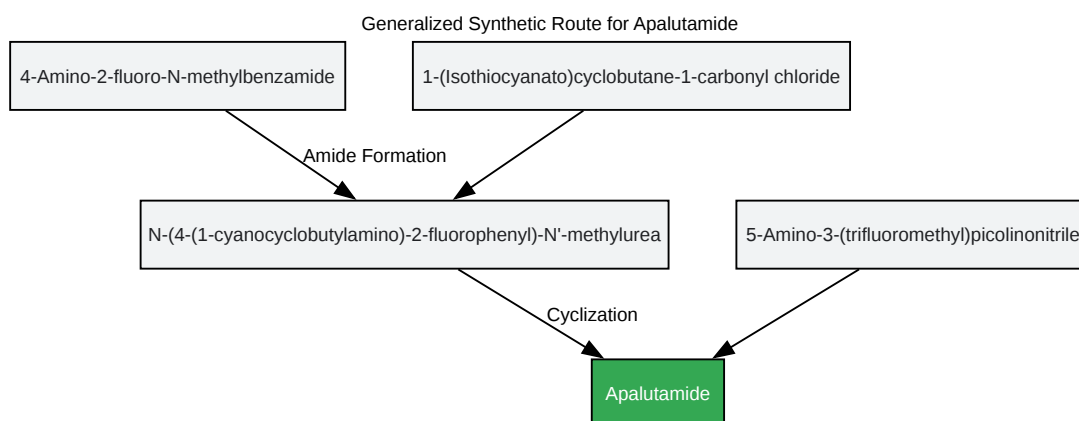 Generalized Synthetic Route for Apalutamide
4-Amino-2-fluoro-N-methylbenzamide
1-(Isothiocyanato)cyclobutane-1-carbonyl chloride
Amide Formation
N-(4-(1-cyanocyclobutylamino)-2-fluorophenyl)-N'-methylurea
5-Amino-3-(trifluoromethyl)picolinonitrile
Cyclization
Apalutamide